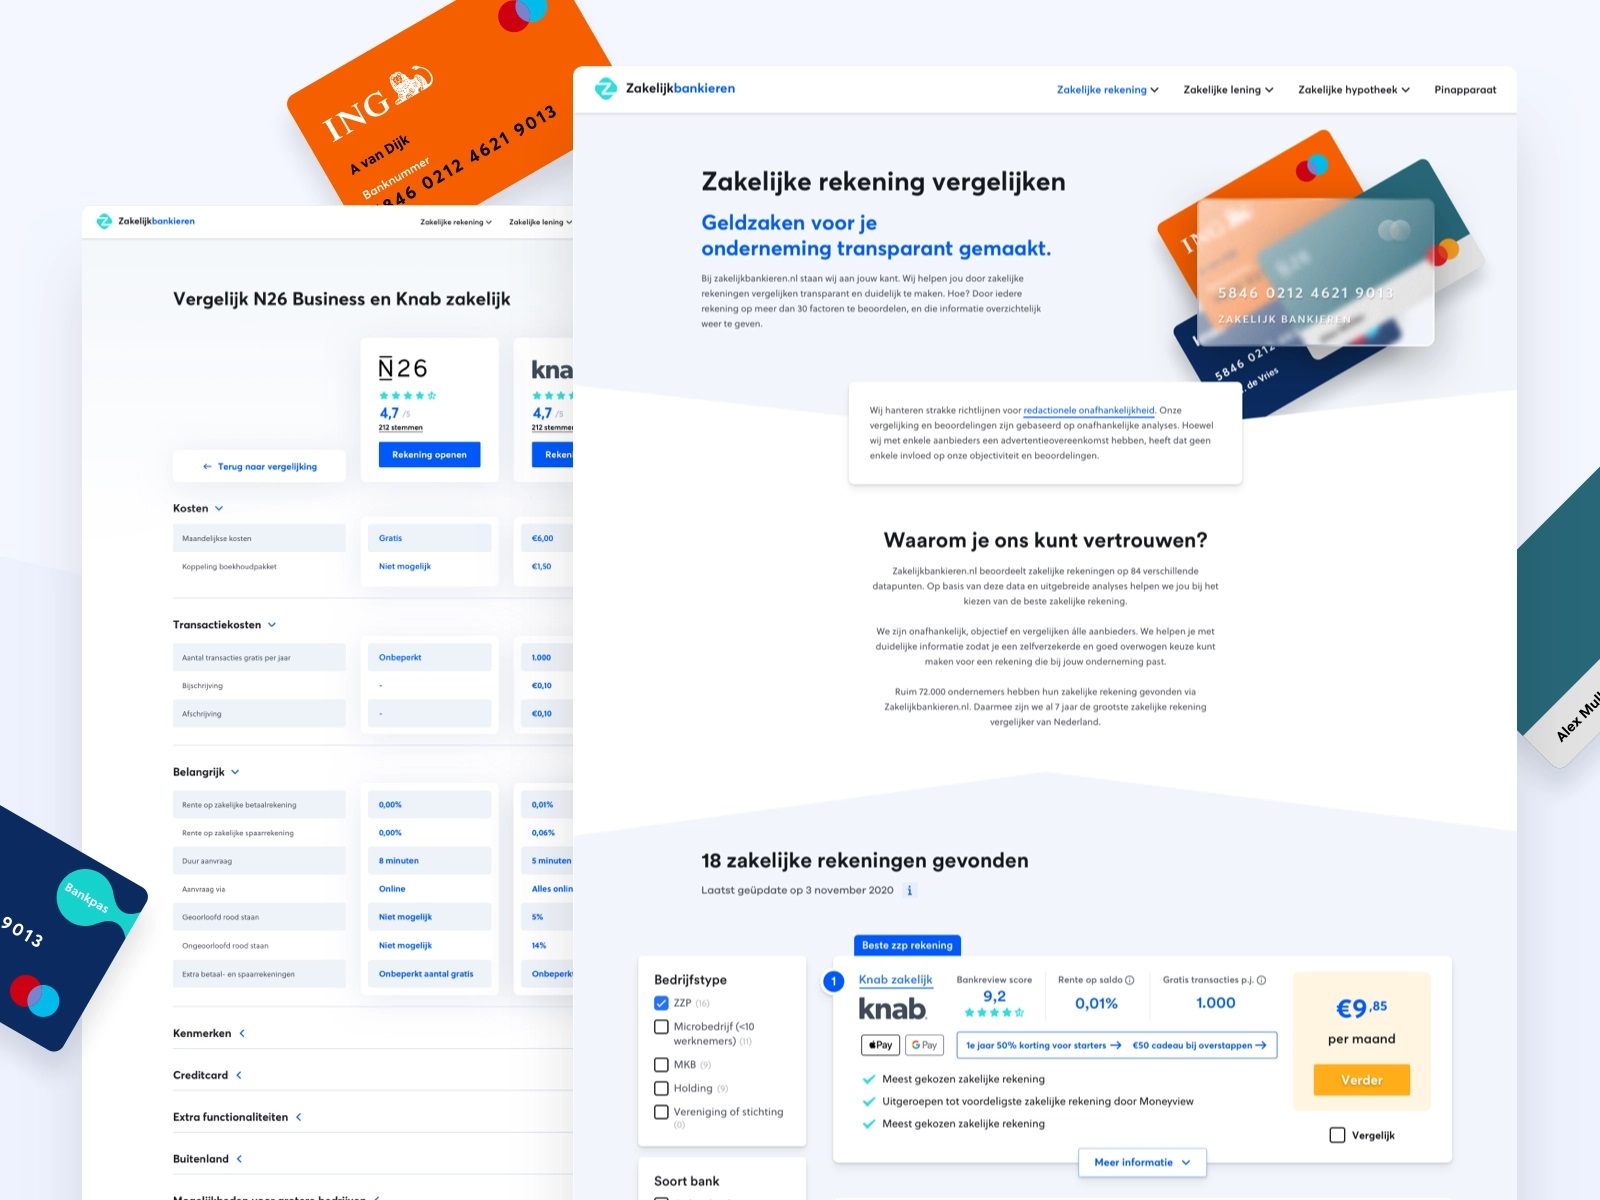 ING
A van Dijk
Banknummer
846 0212 4621 9013
Zakelijkbankieren
Zakelijke rekening
Zakelijke lening
Vergelijk N26 Business en Knab zakelijk
N26
4,7 /5
212 stemmen
Rekening openen
4,7 /5
← Terug naar vergelijking
Kosten
Maandelijkse kosten
Gratis
€6,00
Koppeling boekhoudpakket
Niet mogelijk
€1,50
Transactiekosten
Aantal transacties gratis per jaar
Onbeperkt
1.000
Bijschrijving
-
€0,10
Afschrijving
-
€0,10
Belangrijk
Rente op zakelijke betaalrekening
0,00%
0,01%
Rente op zakelijke spaarrekening
0,00%
0,06%
Duur aanvraag
8 minuten
5 minuten
Aanvraag via
Online
Alles onlin
Geoorloofd rood staan
Niet mogelijk
5%
Ongeoorloofd rood staan
Niet mogelijk
14%
Extra betaal- en spaarrekeningen
Onbeperkt aantal gratis
Onbeperkt
Kenmerken
Creditcard
Extra functionaliteiten
Buitenland
Bankpas
9013
Zakelijkbankieren
Zakelijke rekening
Zakelijke lening
Zakelijke hypotheek
Pinapparaat
Zakelijke rekening vergelijken
Geldzaken voor je
onderneming transparant gemaakt.
Bij zakelijkbankieren.nl staan wij aan jouw kant. Wij helpen jou door zakelijke
rekeningen vergelijken transparant en duidelijk te maken. Hoe? Door iedere
rekening op meer dan 30 factoren te beoordelen, en die informatie overzichtelijk
weer te geven.
5846 0212 4621 9013
ZAKELIJK BANKIEREN
5846 0212
de Vries
Wij hanteren strakke richtlijnen voor redactionele onafhankelijkheid. Onze
vergelijking en beoordelingen zijn gebaseerd op onafhankelijke analyses. Hoewel
wij met enkele aanbieders een advertentieovereenkomst hebben, heeft dat geen
enkele invloed op onze objectiviteit en beoordelingen.
Waarom je ons kunt vertrouwen?
Zakelijkbankieren.nl beoordeelt zakelijke rekeningen op 84 verschillende
datapunten. Op basis van deze data en uitgebreide analyses helpen we jou bij het
kiezen van de beste zakelijke rekening.
We zijn onafhankelijk, objectief en vergelijken álle aanbieders. We helpen je met
duidelijke informatie zodat je een zelfverzekerde en goed overwogen keuze kunt
maken voor een rekening die bij jouw onderneming past.
Ruim 72.000 ondernemers hebben hun zakelijke rekening gevonden via
Zakelijkbankieren.nl. Daarmee zijn we al 7 jaar de grootste zakelijke rekening
vergelijker van Nederland.
Alex Mul
18 zakelijke rekeningen gevonden
Laatst geüpdate op 3 november 2020 i
Bedrijfstype
ZZP (16)
Microbedrijf (<10
werknemers) (11)
MKB (9)
Holding (9)
Vereniging of stichting
(0)
Soort bank
Beste zzp rekening
1
Knab zakelijk
knab.
Bankreview score
9,2
Rente op saldo
0,01%
Gratis transacties p.j.
1.000
Pay
G Pay
1e jaar 50% korting voor starters →
€50 cadeau bij overstappen →
Meest gekozen zakelijke rekening
Uitgeroepen tot voordeligste zakelijke rekening door Moneyview
Meest gekozen zakelijke rekening
€9,85
per maand
Verder
Vergelijk
Meer informatie